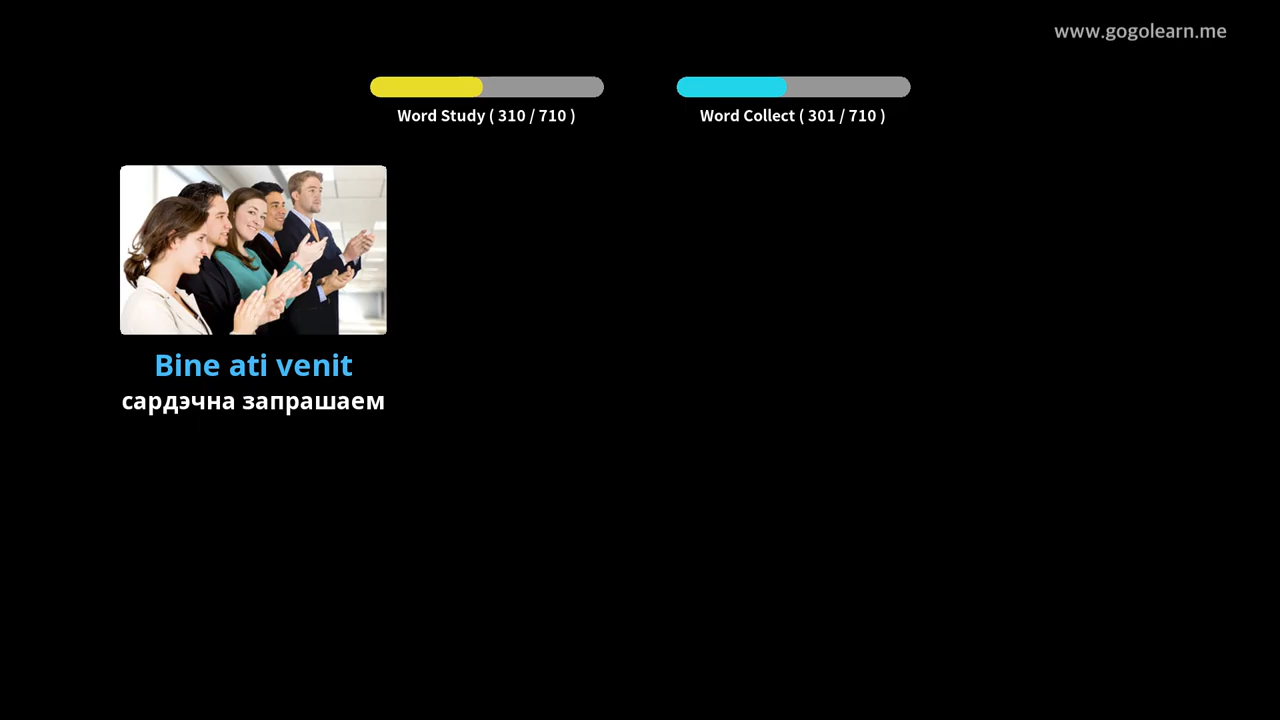 www.gogolearn.me
Word Study ( 310 / 710 )
Word Collect ( 301 / 710 )
Bine ati venit
сардэчна запрашаем